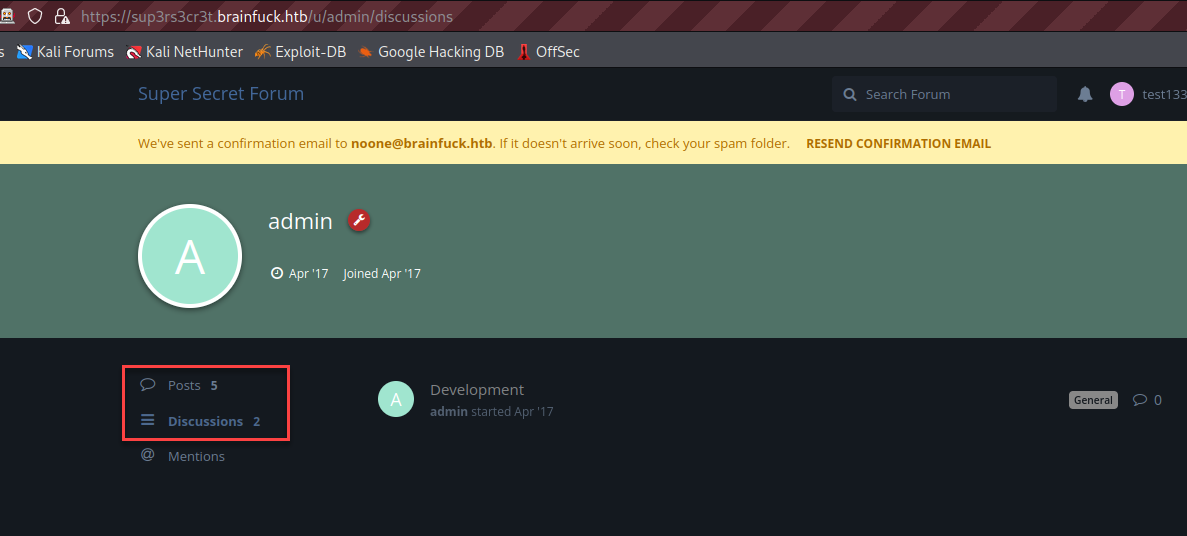 https://sup3rs3cr3t.brainfuck.htb/u/admin/discussions
s Kali Forums Kali NetHunter Exploit-DB Google Hacking DB OffSec
Super Secret Forum Search Forum T test133
We've sent a confirmation email to noone@brainfuck.htb. If it doesn't arrive soon, check your spam folder. RESEND CONFIRMATION EMAIL
A admin
Apr '17 Joined Apr '17
Posts 5
Discussions 2
@ Mentions
A Development General 0
admin started Apr '17